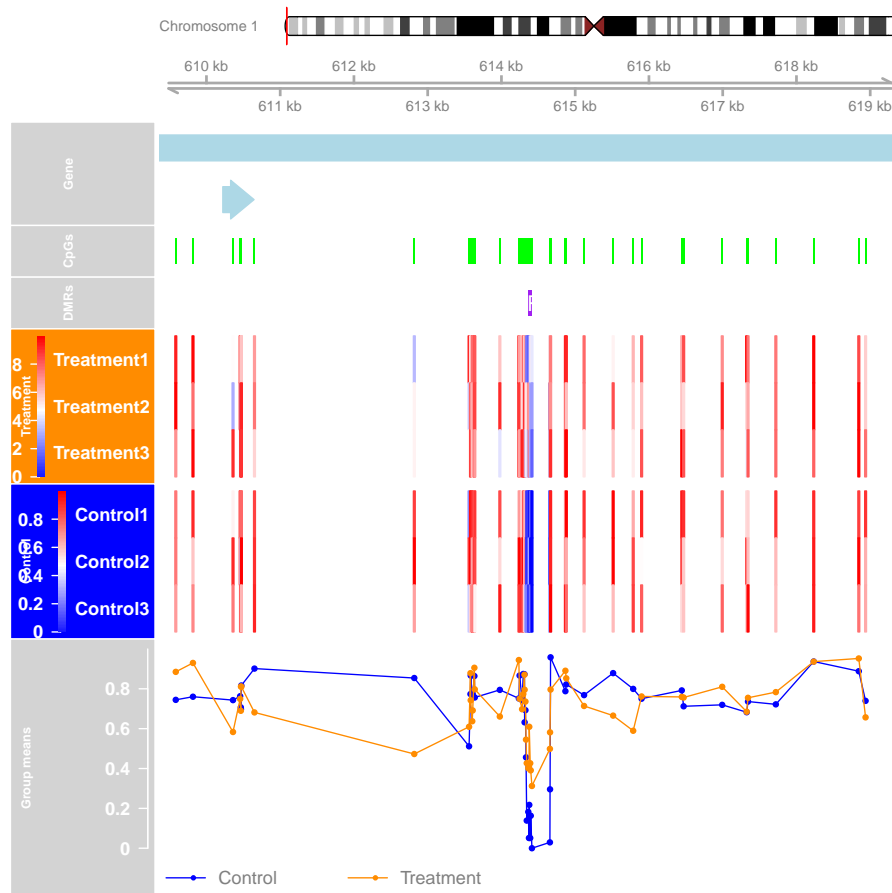 Chromosome 1
610 kb
612 kb
614 kb
616 kb
618 kb
611 kb
613 kb
615 kb
617 kb
619 kb
Gene
CpGs
DMRs
Treatment
8
6
4
2
0
Treatment1
Treatment2
Treatment3
Control
0.8
0.6
0.4
0.2
0
Control1
Control2
Control3
Group means
0.8
0.6
0.4
0.2
0
Control
Treatment